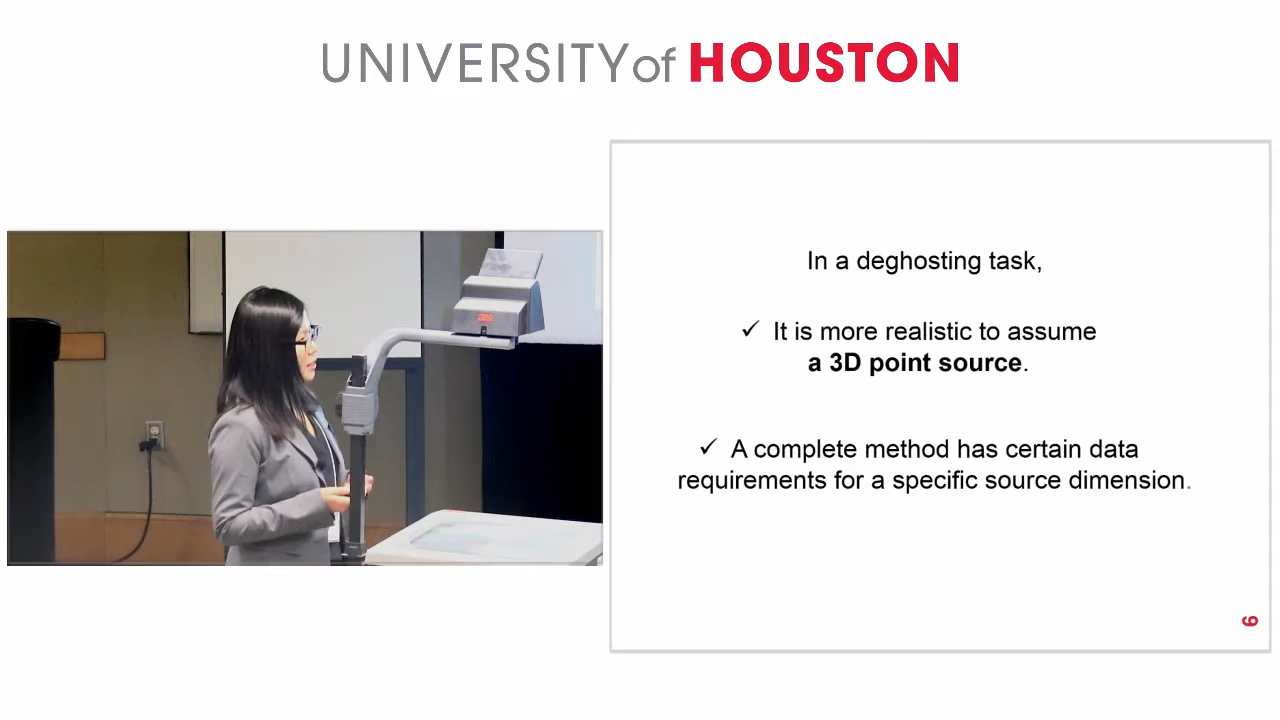 UNIVERSITY of HOUSTON
In a deghosting task,
✓ It is more realistic to assume
a 3D point source.
✓ A complete method has certain data
requirements for a specific source dimension.
6